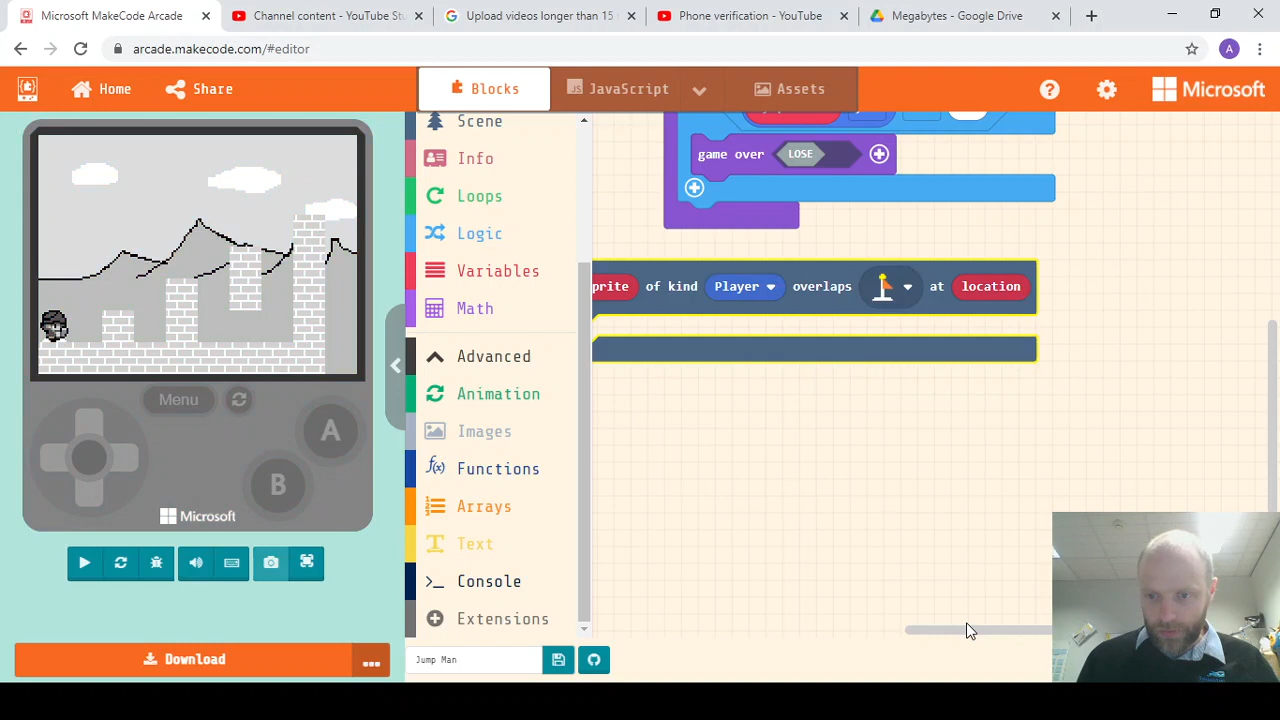 Microsoft MakeCode Arcade
Channel content - YouTube Stu
Upload videos longer than 15 m
Phone verification - YouTube
Megabytes - Google Drive
arcade.makecode.com/#editor
A
Home
Share
Blocks
JavaScript
Assets
Microsoft
Scene
Info
Loops
Logic
Variables
Math
Advanced
Animation
Images
Functions
Arrays
Text
Console
Extensions
game over LOSE
prite of kind Player overlaps at location
Menu
A
B
Microsoft
Download
Jump Man